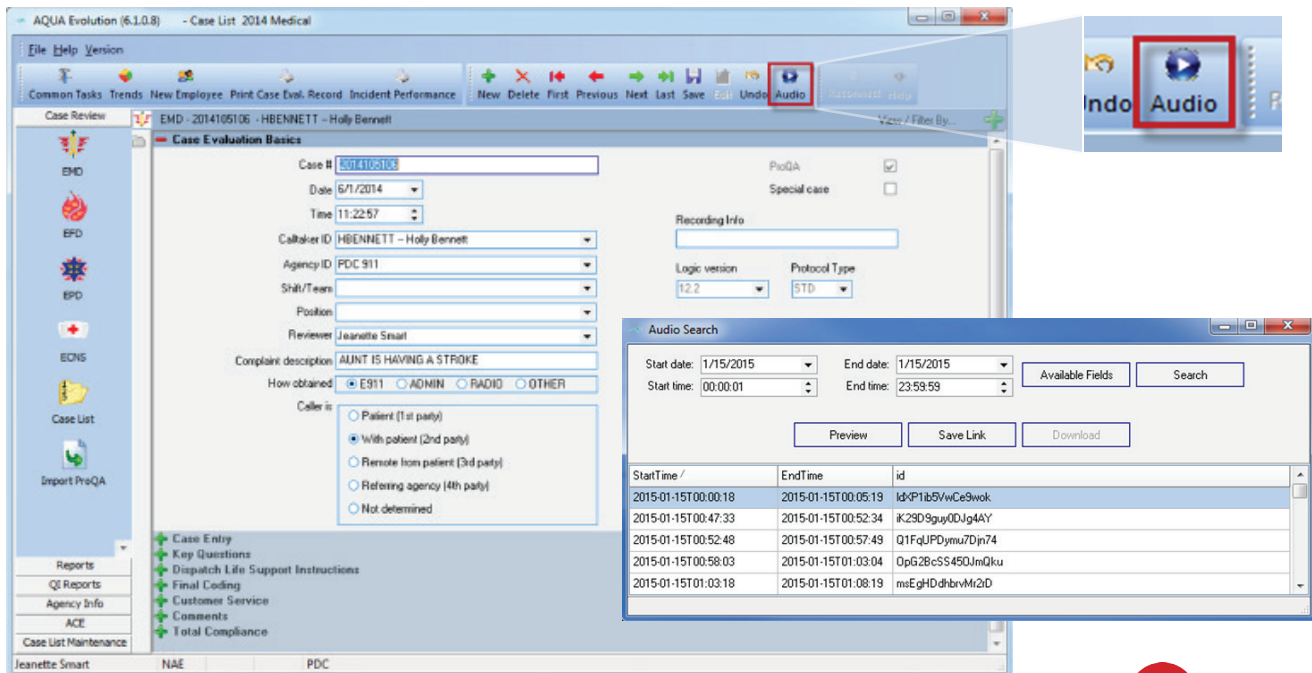 AQUA Evolution (6.1.0.8) - Case List 2014 Medical
File Help Version
Common Tasks Trends New Employee Print Case Eval. Record Incident Performance New Delete First Previous Next Last Save Edit Undo Audio Help
Case Review
EMD - 2014105106 - HBENNETT – Holly Bennett View / Filter By...
EMD
EFD
EPD
ECNS
Case List
Import ProQA
Reports
QI Reports
Agency Info
ACE
Case List Maintenance
Case Evaluation Basics
Case # 2014105106
Date 6/1/2014
Time 11:22:57
Calltaker ID HBENNETT – Holly Bennett
Agency ID PDC 911
Shift/Team
Position
Reviewer Jeanette Smart
Complaint description AUNT IS HAVING A STROKE
How obtained E911 ADMIN RADIO OTHER
Caller is
Patient (1st party)
With patient (2nd party)
Remote from patient (3rd party)
Referring agency (4th party)
Not determined
ProQA
Special case
Recording Info
Logic version Protocol Type
12.2 STD
Case Entry
Key Questions
Dispatch Life Support Instructions
Final Coding
Customer Service
Comments
Total Compliance
Jeanette Smart NAE PDC
Undo Audio
Audio Search
Start date: 1/15/2015 End date: 1/15/2015 Available Fields Search
Start time: 00:00:01 End time: 23:59:59
Preview Save Link Download
StartTime / EndTime id
2015-01-15T00:00:18 2015-01-15T00:05:19 IdXP1ib5VwCe9wok
2015-01-15T00:47:33 2015-01-15T00:52:34 iK29D9guy0DJg4AY
2015-01-15T00:52:48 2015-01-15T00:57:49 Q1FqUPDymu7Djn74
2015-01-15T00:58:03 2015-01-15T01:03:04 OpG2BcSS450JmQku
2015-01-15T01:03:18 2015-01-15T01:08:19 msEgHDdhbrvMr2rD